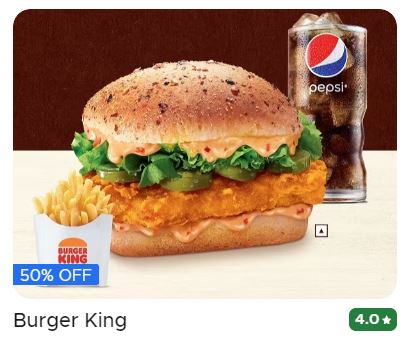 pepsi
BURGER
KING
50% OFF
Burger King
4.0★